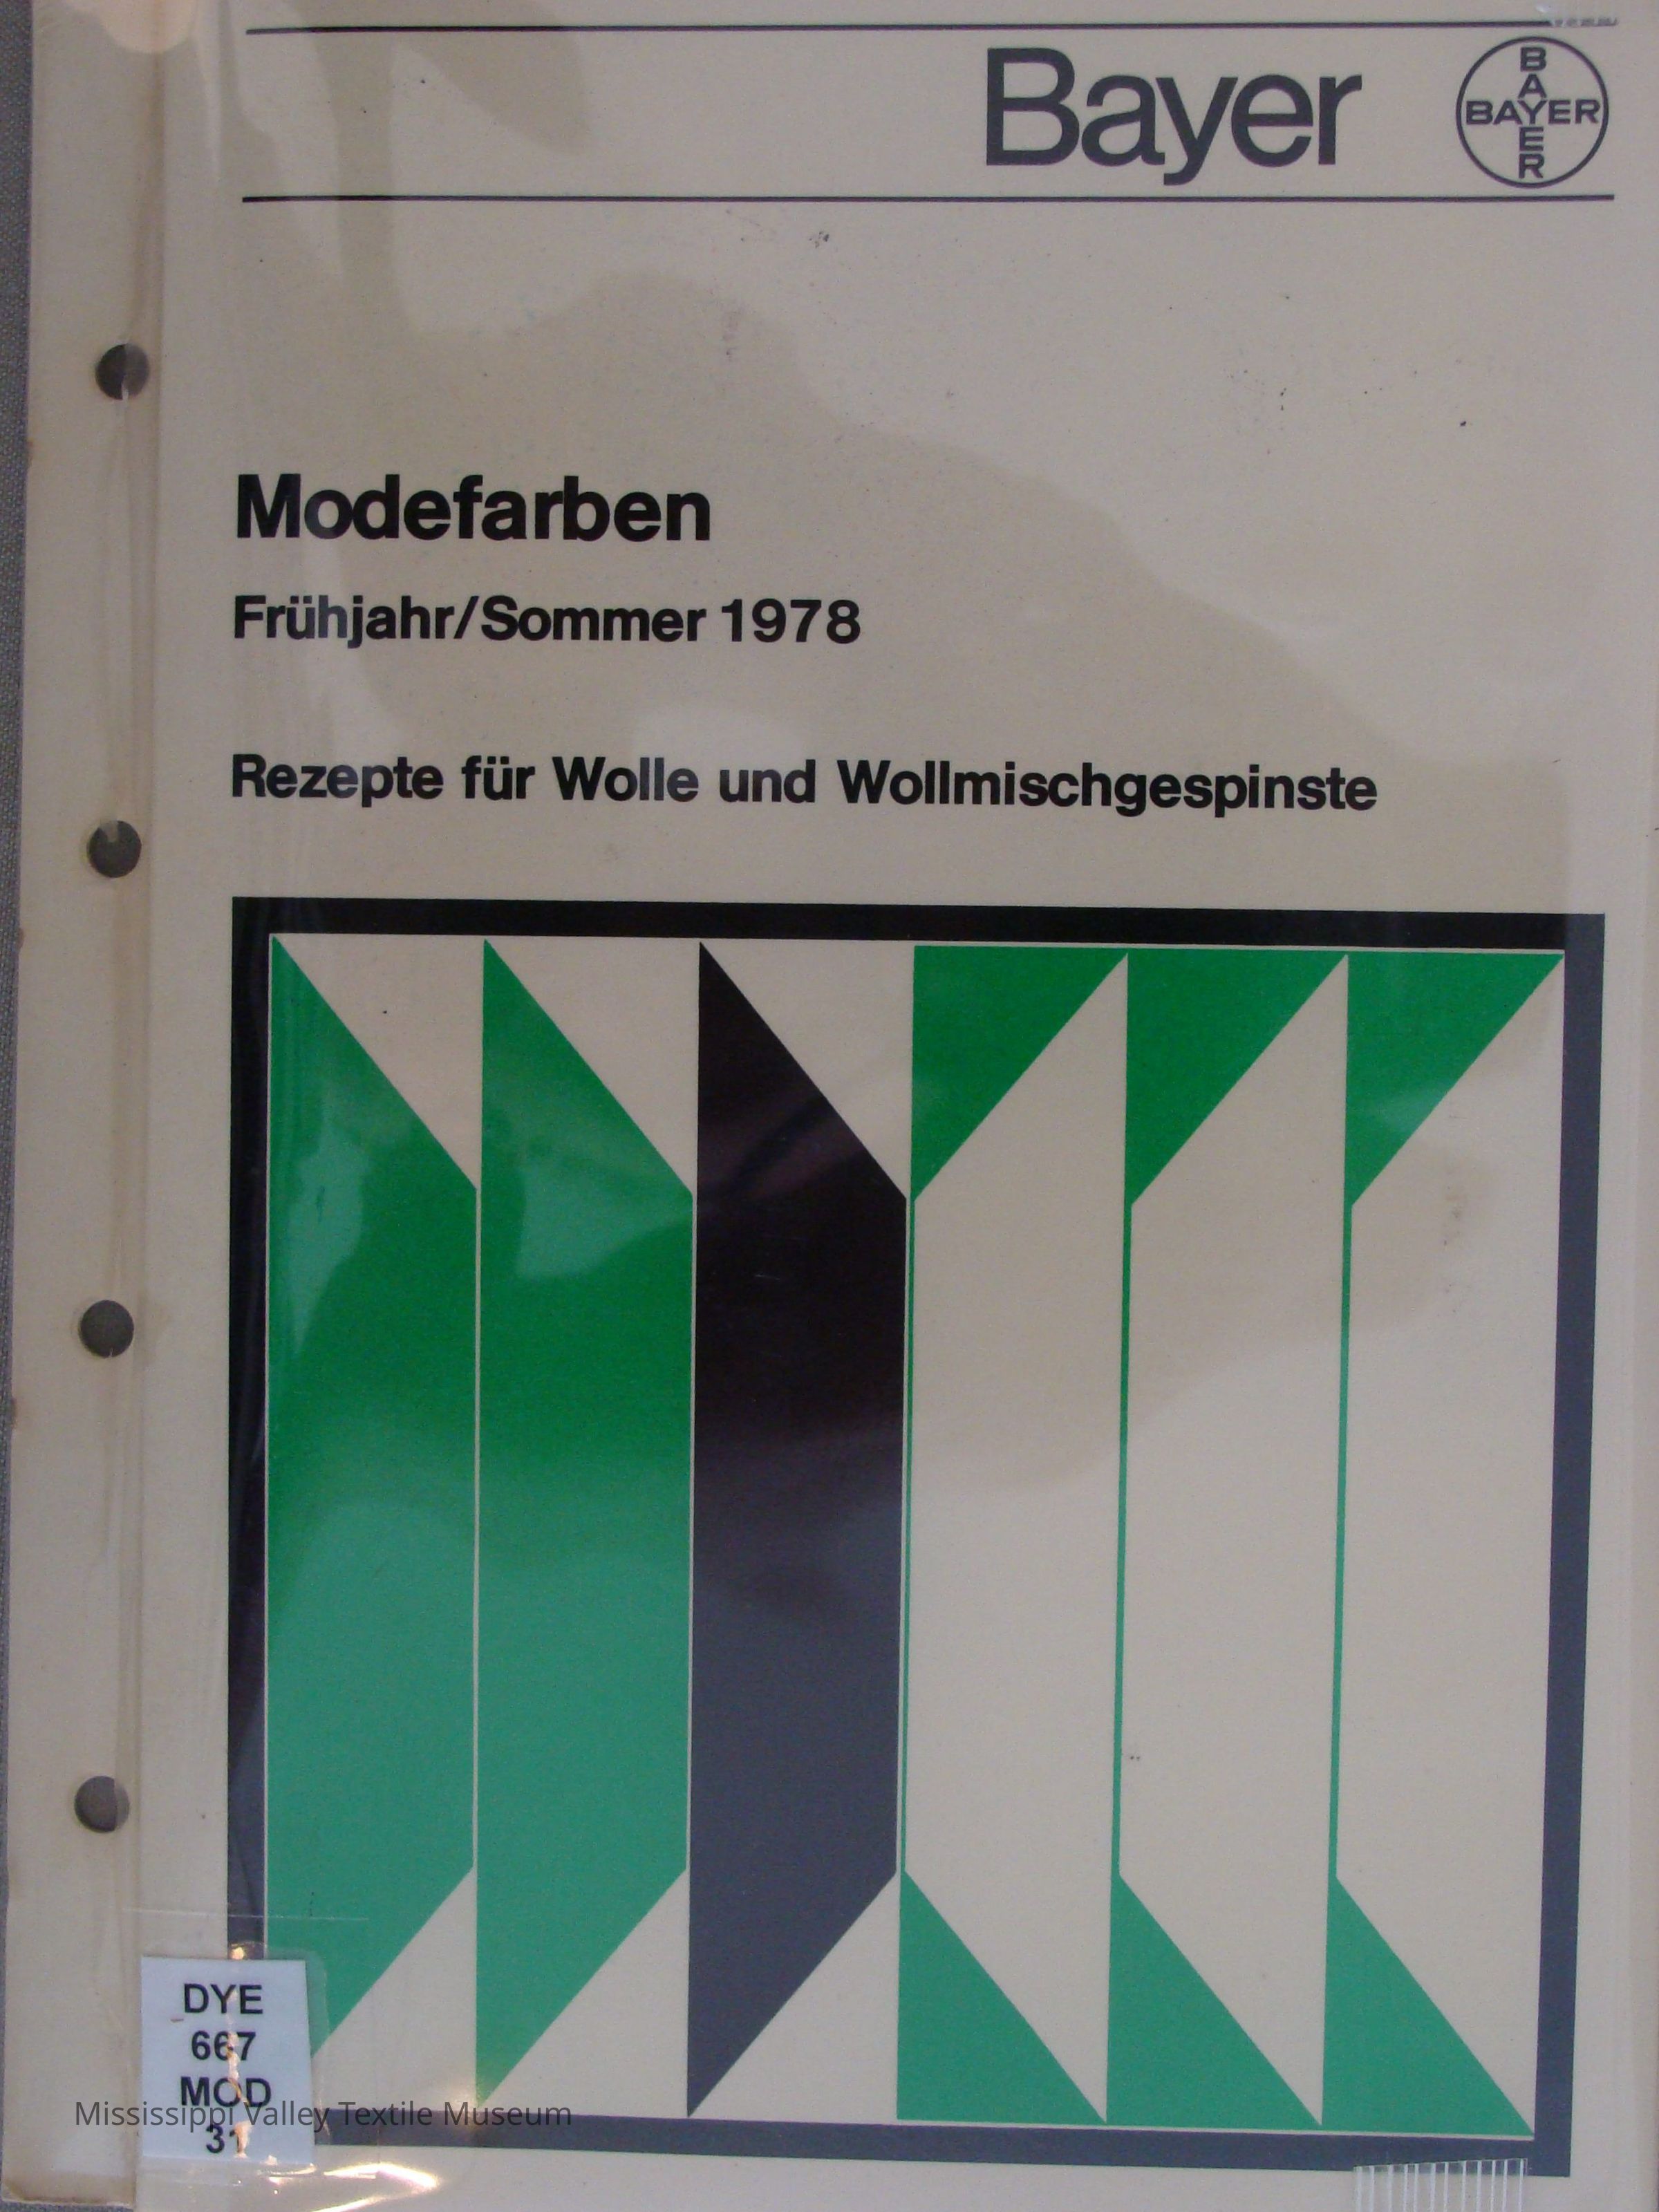 Bayer
BAYER
BAYER
Modefarben
Frühjahr/Sommer 1978
Rezepte für Wolle und Wollmischgespinste
DYE
667
MOD
31
Mississippi Valley Textile Museum